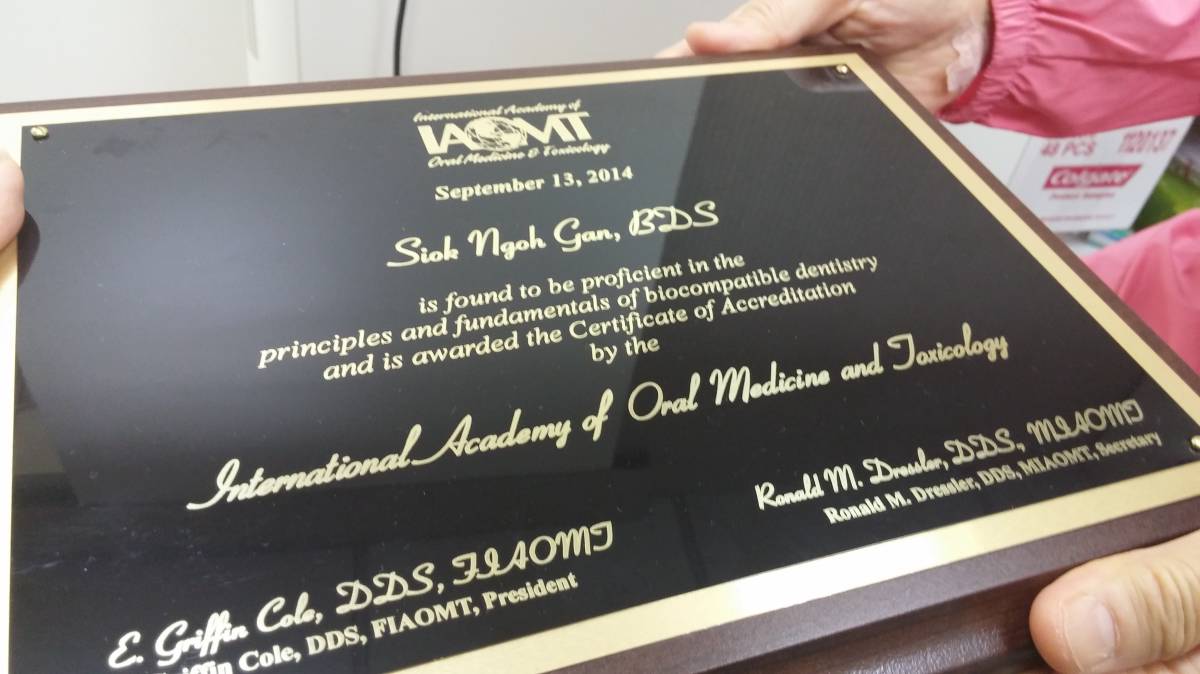 International Academy of
IAOMT
Oral Medicine & Toxicology
September 13, 2014
Siok Ngoh Gan, BDS
is found to be proficient in the
principles and fundamentals of biocompatible dentistry
and is awarded the Certificate of Accreditation
by the
International Academy of Oral Medicine and Toxicology
Ronald M. Dressler, DDS, MIAOMT
Ronald M. Dressler, DDS, MIAOMT, Secretary
E. Griffin Cole, DDS, FIAOMT
Griffin Cole, DDS, FIAOMT, President
48 PCS
Colgate